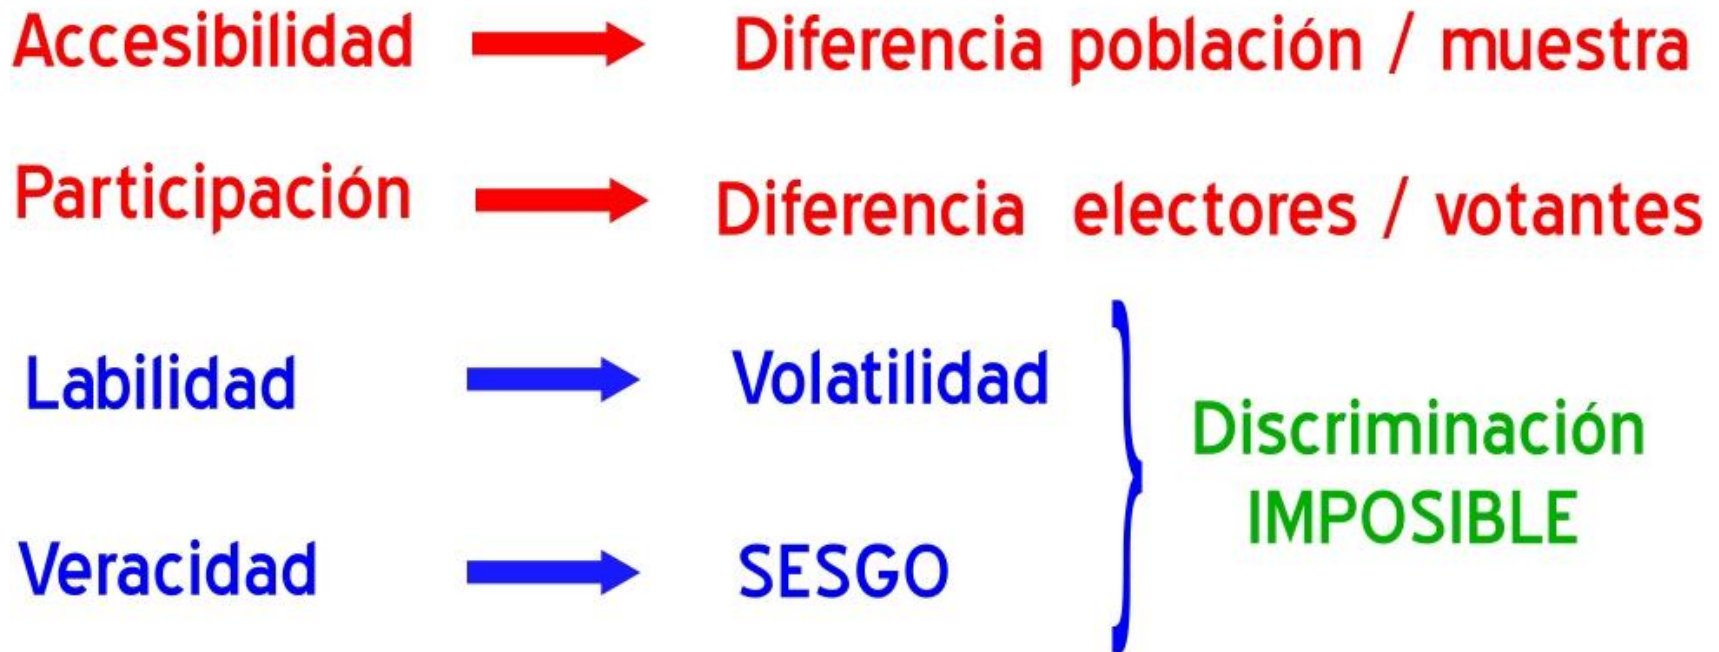 Accesibilidad Diferencia población / muestra
Participación Diferencia electores / votantes
Labilidad Volatilidad
Discriminación
IMPOSIBLE
Veracidad SESGO